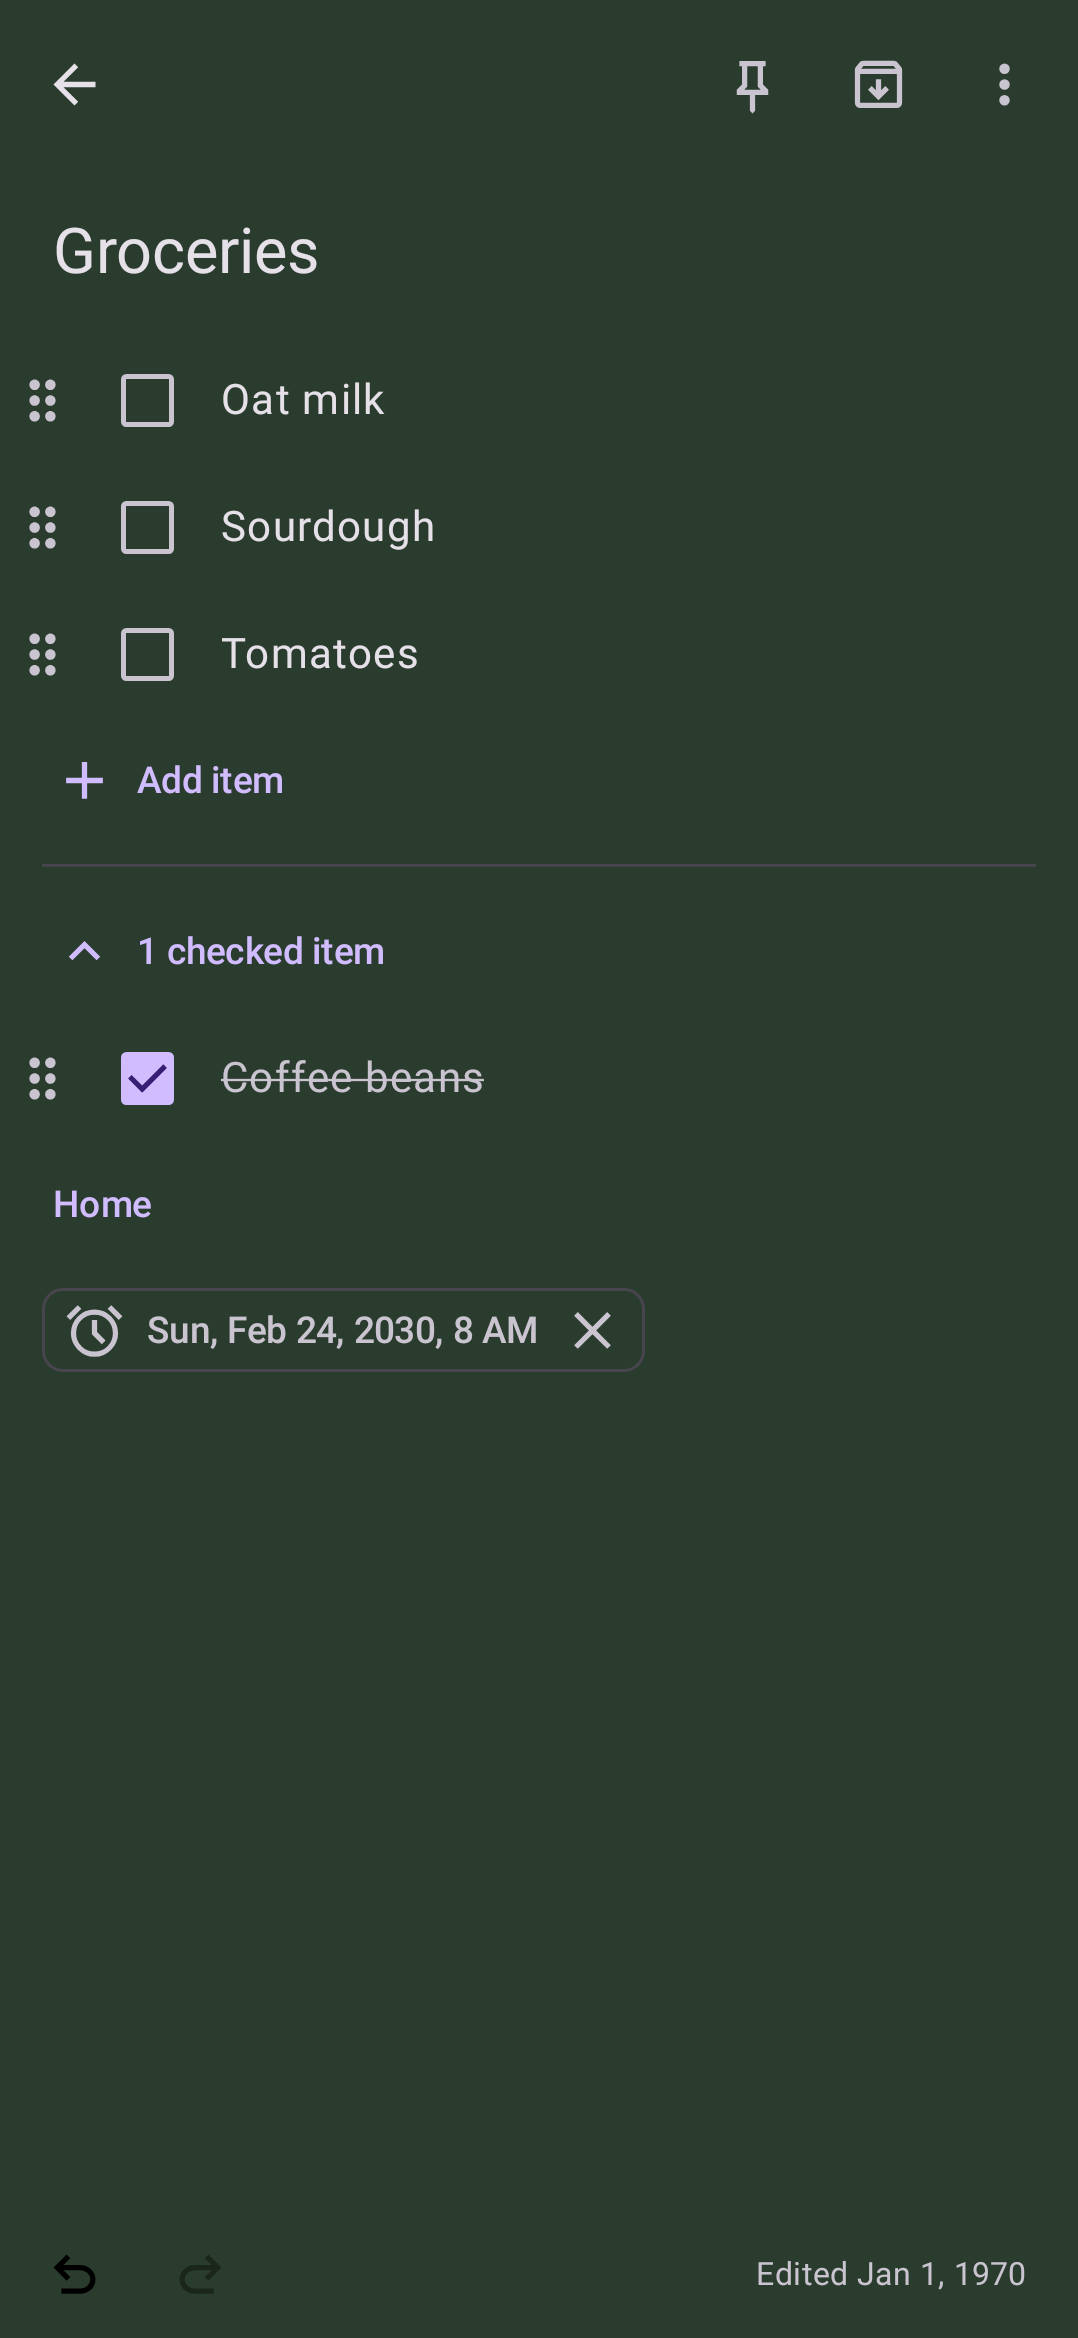 Groceries
Oat milk
Sourdough
Tomatoes
Add item
1 checked item
Coffee beans
Home
Sun, Feb 24, 2030, 8 AM
Edited Jan 1, 1970